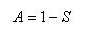 A = 1 − S